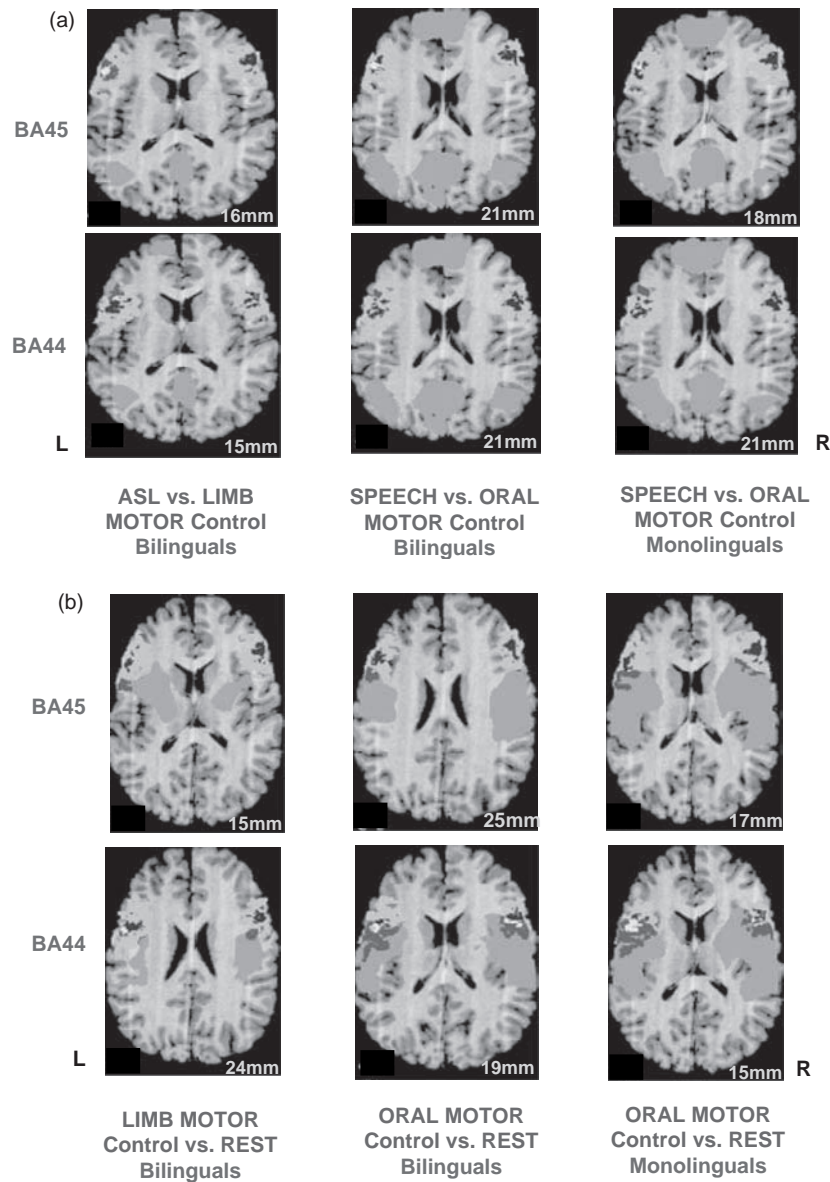 (a)
BA45
16mm
21mm
18mm
BA44
15mm
21mm
21mm
L
R
ASL vs. LIMB
MOTOR Control
Bilinguals
SPEECH vs. ORAL
MOTOR Control
Bilinguals
SPEECH vs. ORAL
MOTOR Control
Monolinguals
(b)
BA45
15mm
25mm
17mm
BA44
24mm
19mm
15mm
L
R
LIMB MOTOR
Control vs. REST
Bilinguals
ORAL MOTOR
Control vs. REST
Bilinguals
ORAL MOTOR
Control vs. REST
Monolinguals